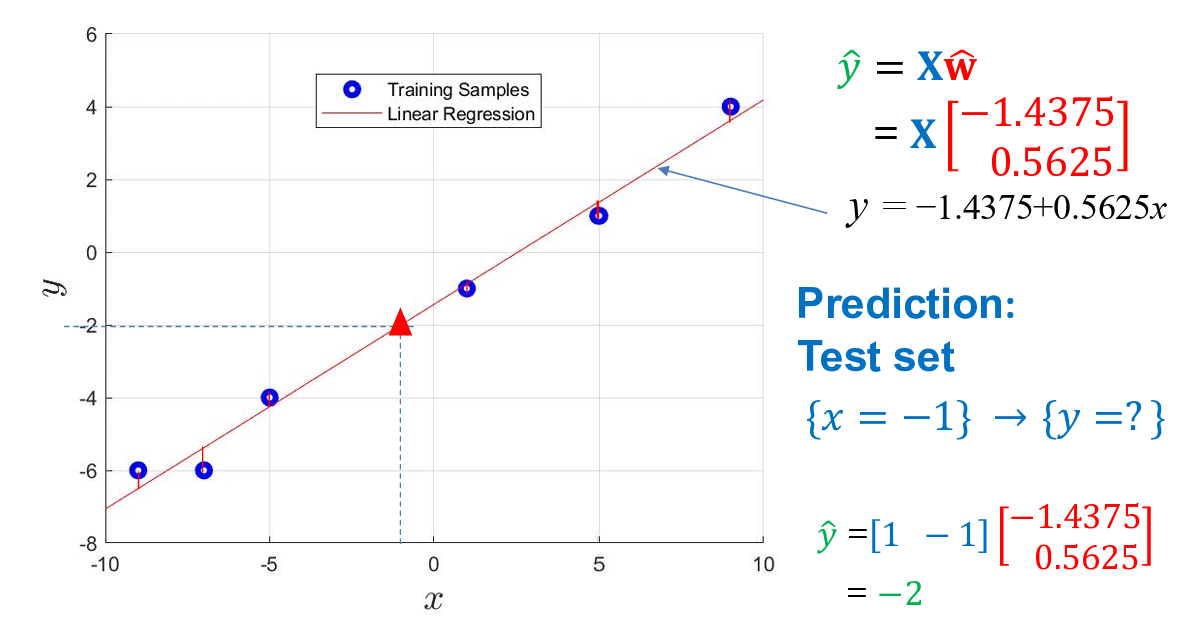 6
4
2
0
-2
-4
-6
-8
-10
-5
0
5
10
x
y
Training Samples
Linear Regression
ŷ = Xŵ
= X [−1.4375
0.5625]
y = −1.4375+0.5625x
Prediction:
Test set
{x = −1} → {y =? }
ŷ =[1 − 1] [−1.4375
0.5625]
= −2